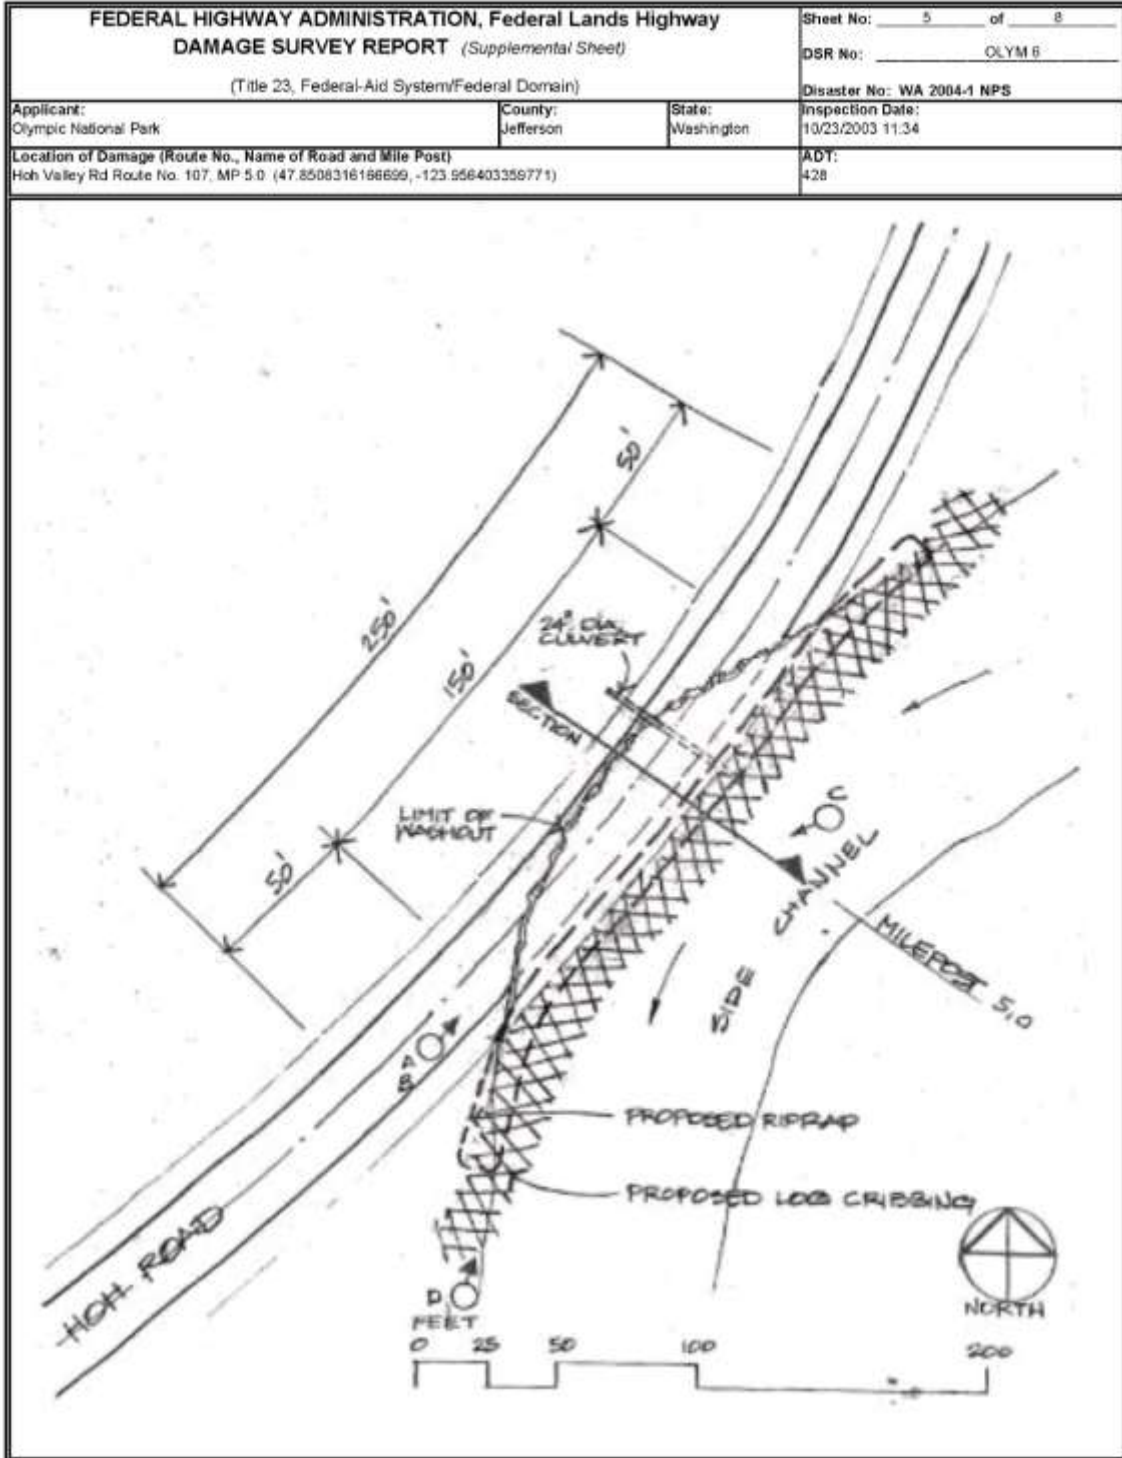 FEDERAL HIGHWAY ADMINISTRATION, Federal Lands Highway
DAMAGE SURVEY REPORT (Supplemental Sheet)
(Title 23, Federal-Aid System/Federal Domain)
Sheet No: 5 of 8
DSR No: OLYM 6
Disaster No: WA 2004-1 NPS
Applicant:
Olympic National Park
County:
Jefferson
State:
Washington
Inspection Date:
10/23/2003 11:34
Location of Damage (Route No., Name of Road and Mile Post)
Hoh Valley Rd Route No. 107, MP 5.0 (47.8508316166699, -123.956403359771)
ADT:
428
50'
250'
150'
24" DIA.
CULVERT
SECTION
LIMIT OF
WASHOUT
50'
C
SIDE CHANNEL
MILEPOST 5.0
A
B
PROPOSED RIPRAP
PROPOSED LOG CRIBBING
HOH ROAD
D
FEET
0 25 50 100 200
NORTH